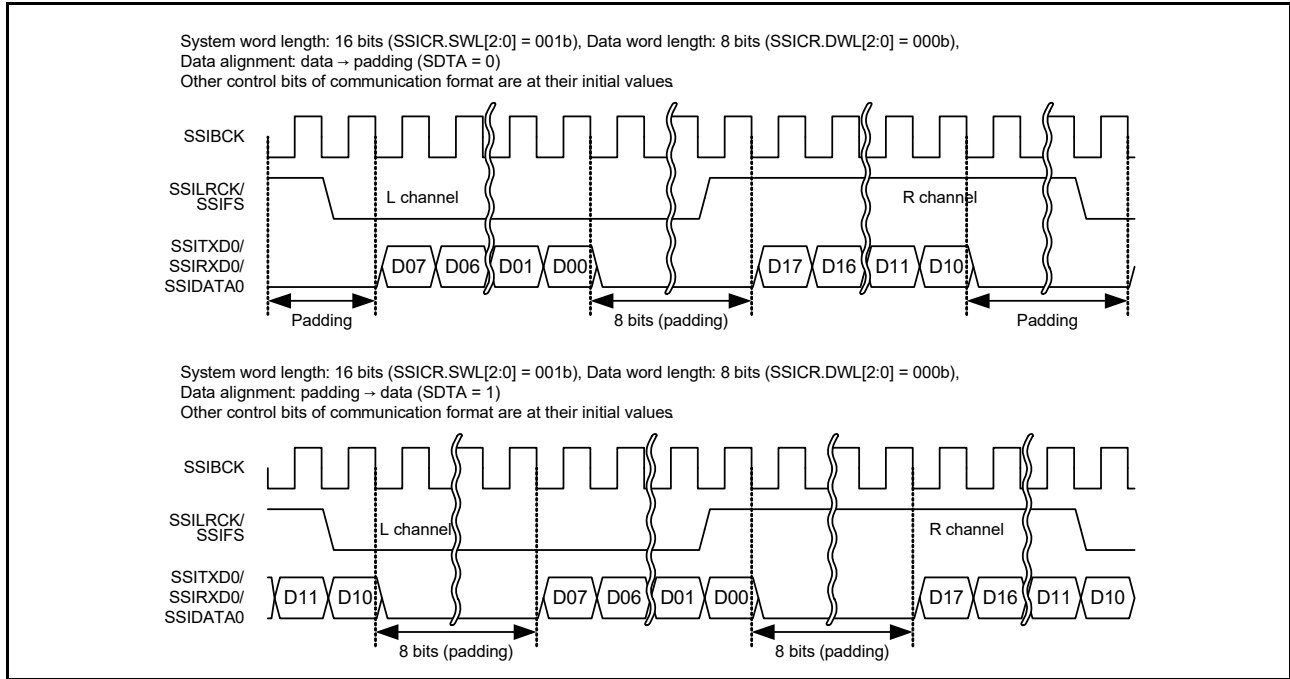 System word length: 16 bits (SSICR.SWL[2:0] = 001b), Data word length: 8 bits (SSICR.DWL[2:0] = 000b),
Data alignment: data → padding (SDTA = 0)
Other control bits of communication format are at their initial values.
SSIBCK
SSILRCK/
SSIFS
L channel
R channel
SSITXD0/
SSIRXD0/
SSIDATA0
D07 D06 D01 D00 D17 D16 D11 D10
Padding 8 bits (padding) Padding
System word length: 16 bits (SSICR.SWL[2:0] = 001b), Data word length: 8 bits (SSICR.DWL[2:0] = 000b),
Data alignment: padding → data (SDTA = 1)
Other control bits of communication format are at their initial values.
SSIBCK
SSILRCK/
SSIFS
L channel
R channel
SSITXD0/
SSIRXD0/
SSIDATA0
D11 D10 D07 D06 D01 D00 D17 D16 D11 D10
8 bits (padding) 8 bits (padding)